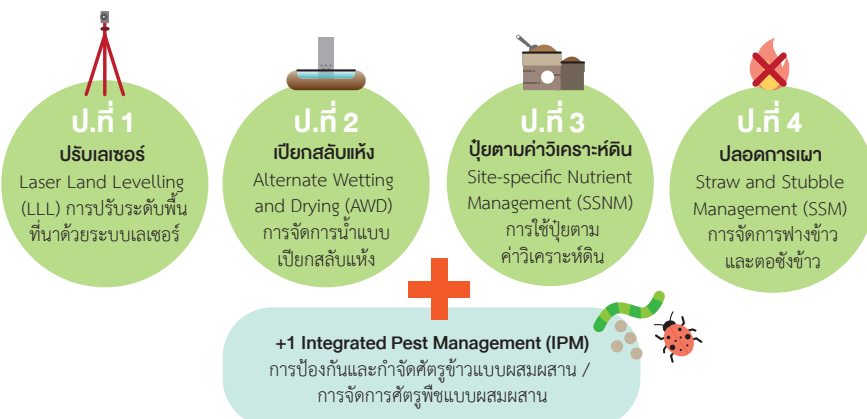 ป.ที่ 1
ปรับเลเซอร์
Laser Land Levelling
(LLL) การปรับระดับพื้น
ที่นาด้วยระบบเลเซอร์
ป.ที่ 2
เปียกสลับแห้ง
Alternate Wetting
and Drying (AWD)
การจัดการน้ำแบบ
เปียกสลับแห้ง
ป.ที่ 3
ปุ๋ยตามค่าวิเคราะห์ดิน
Site-specific Nutrient
Management (SSNM)
การใช้ปุ๋ยตาม
ค่าวิเคราะห์ดิน
ป.ที่ 4
ปลอดการเผา
Straw and Stubble
Management (SSM)
การจัดการฟางข้าว
และตอซังข้าว
+1 Integrated Pest Management (IPM)
การป้องกันและกำจัดศัตรูข้าวแบบผสมผสาน /
การจัดการศัตรูพืชแบบผสมผสาน